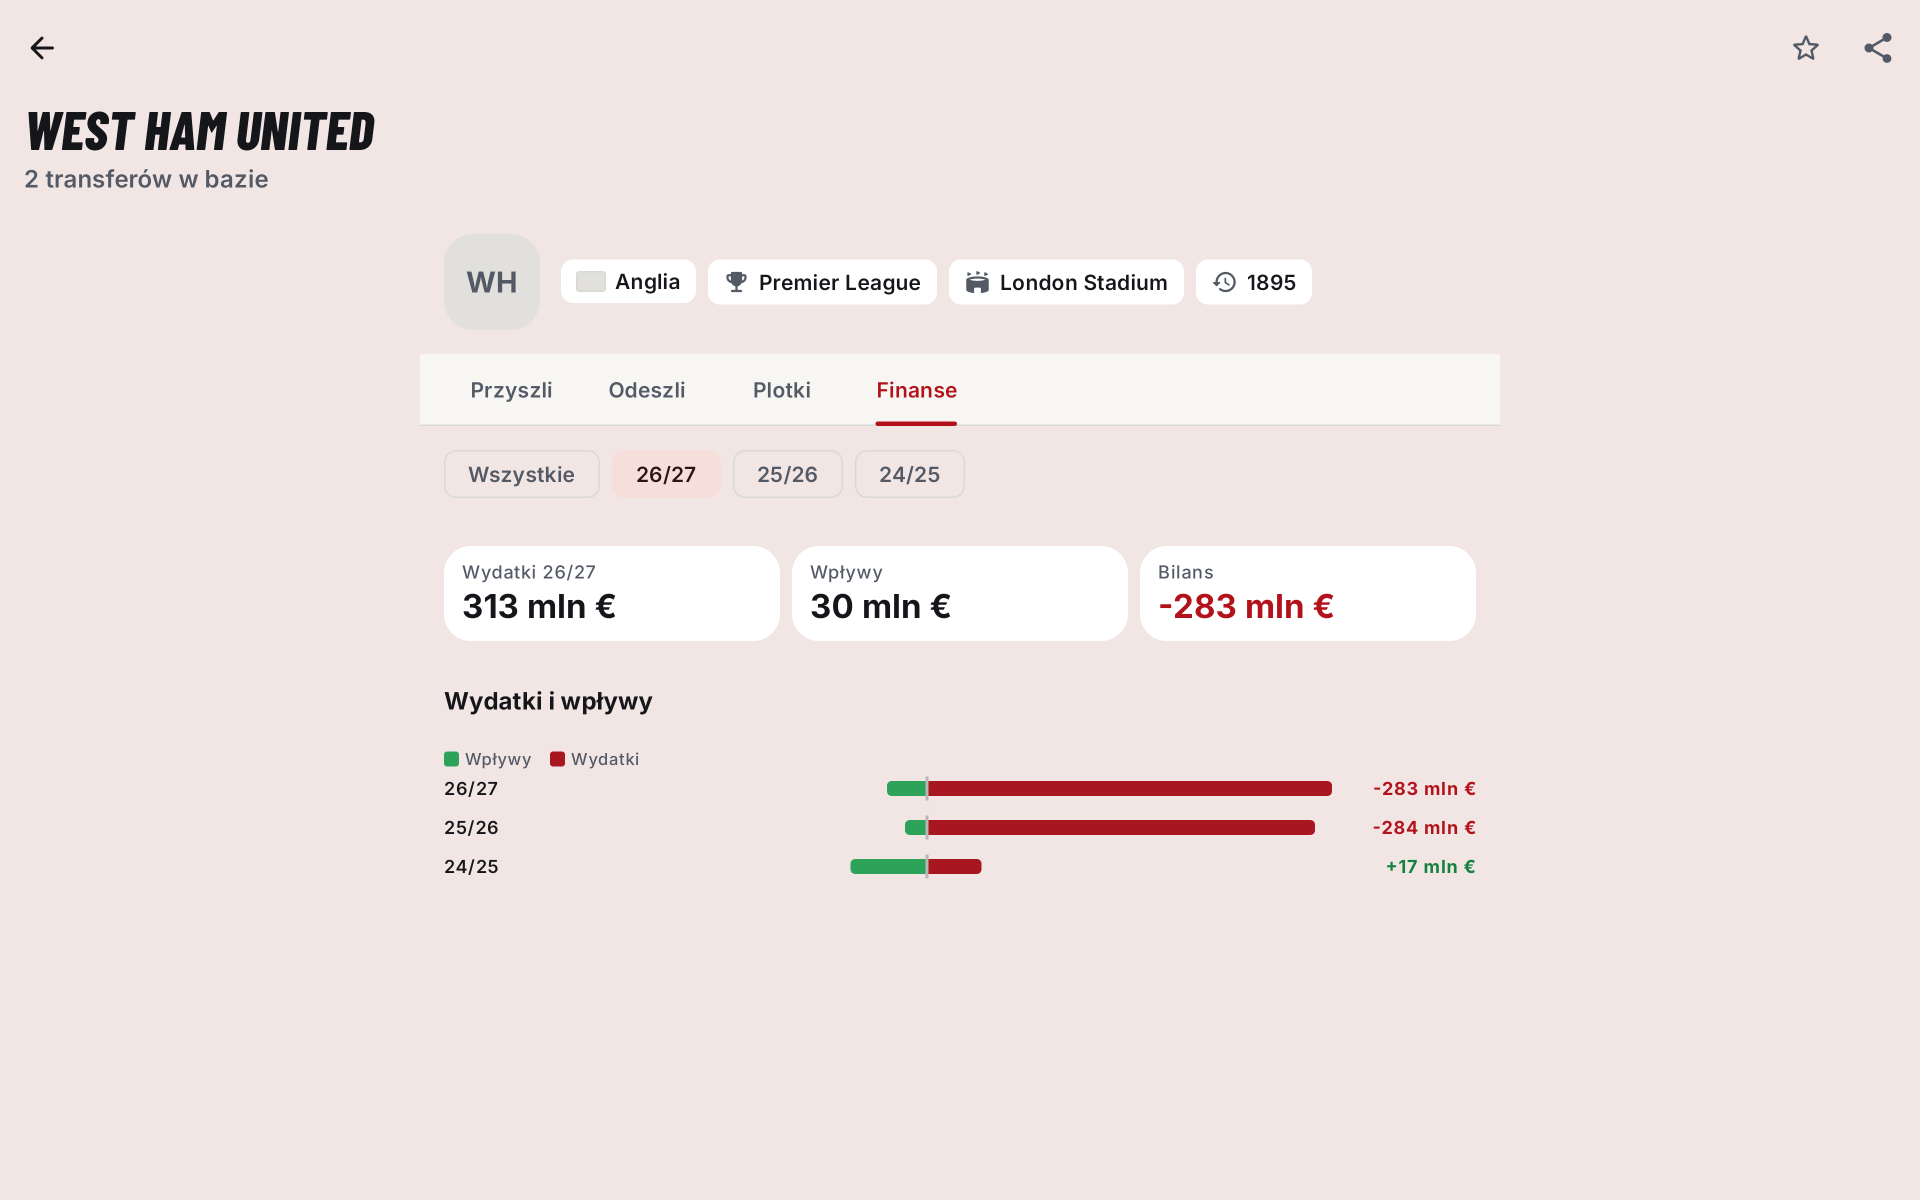 WEST HAM UNITED
2 transferów w bazie
WH
Anglia
Premier League
London Stadium
1895
Przyszli
Odeszli
Plotki
Finanse
Wszystkie
26/27
25/26
24/25
Wydatki 26/27
313 mln €
Wpływy
30 mln €
Bilans
-283 mln €
Wydatki i wpływy
Wpływy
Wydatki
26/27
-283 mln €
25/26
-284 mln €
24/25
+17 mln €